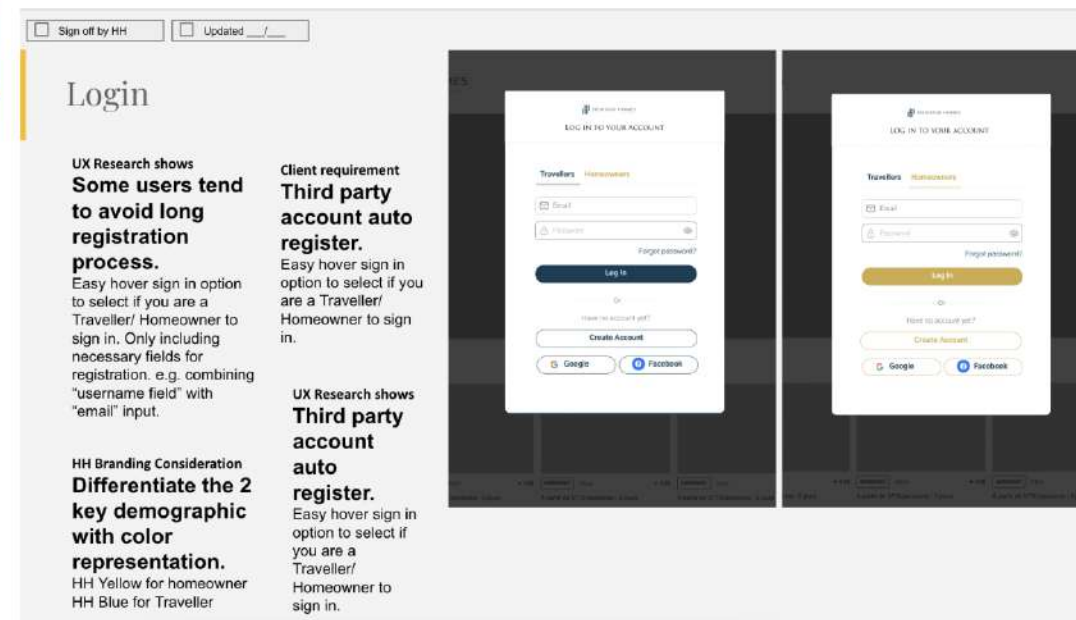 Sign off by HH
Updated __/__
Login
UX Research shows
Some users tend
to avoid long
registration
process.
Easy hover sign in option
to select if you are a
Traveller/ Homeowner to
sign in. Only including
necessary fields for
registration. e.g. combining
“username field” with
“email” input.
HH Branding Consideration
Differentiate the 2
key demographic
with color
representation.
HH Yellow for homeowner
HH Blue for Traveller
Client requirement
Third party
account auto
register.
Easy hover sign in
option to select if you
are a Traveller/
Homeowner to sign
in.
UX Research shows
Third party
account
auto
register.
Easy hover sign in
option to select if
you are a
Traveller/
Homeowner to
sign in.
LOG IN TO YOUR ACCOUNT
Travellers Homeowners
Email
Password
Forgot password?
Log In
Or
Have no account yet?
Create Account
Google Facebook
LOG IN TO YOUR ACCOUNT
Travellers Homeowners
Email
Password
Forgot password?
Log In
Or
Have no account yet?
Create Account
Google Facebook